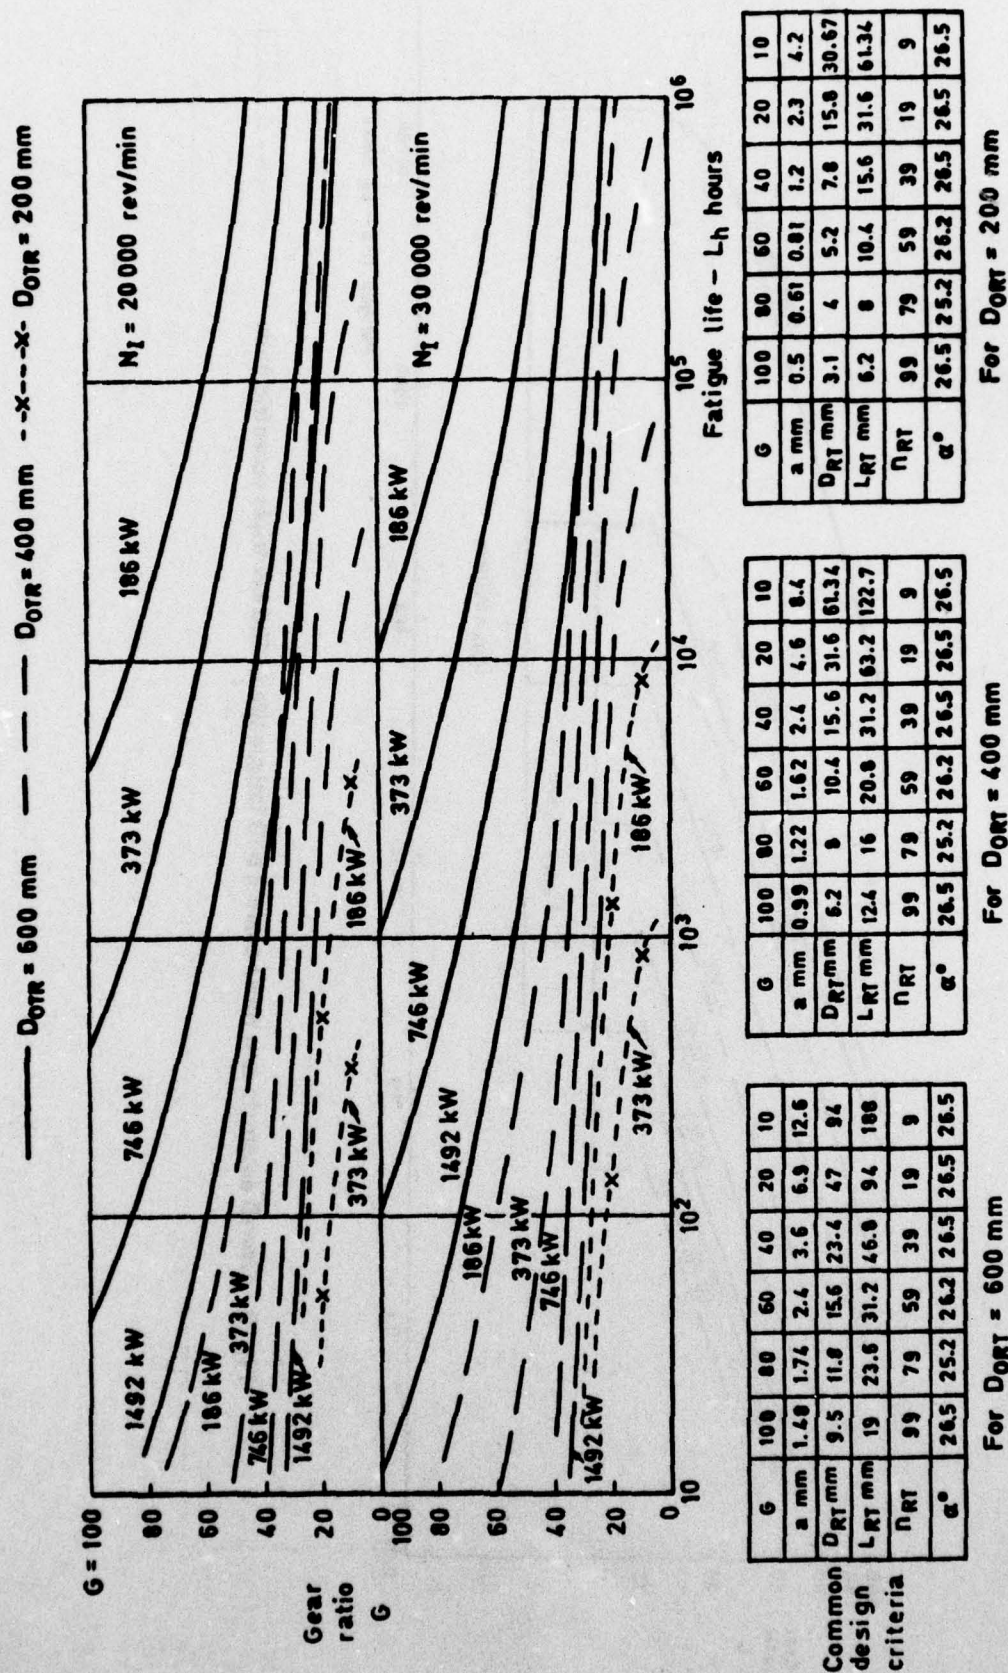 D_OTR = 600 mm D_OTR = 400 mm --x---x- D_OTR = 200 mm
G = 100
80
60
40
20
0
Gear
ratio
G
100
80
60
40
20
0
N_I = 20 000 rev/min
186 kW
373 kW
746 kW
1492 kW
186 kW
373 kW
746 kW
1492 kW
373 kW
186 kW
N_I = 30 000 rev/min
186 kW
373 kW
746 kW
1492 kW
186 kW
373 kW
746 kW
1492 kW
373 kW
186 kW
10 10² 10³ 10⁴ 10⁵ 10⁶
Fatigue life – L_h hours
Common
design
criteria
G 100 80 60 40 20 10
a mm 1.48 1.74 2.4 3.6 6.9 12.6
D_RT mm 9.5 11.8 15.6 23.4 47 94
L_RT mm 19 23.6 31.2 46.8 94 188
n_RT 99 79 59 39 19 9
α° 26.5 25.2 26.2 26.5 26.5 26.5
For D_ORT = 600 mm
G 100 80 60 40 20 10
a mm 0.99 1.22 1.62 2.4 4.6 8.4
D_RT mm 6.2 8 10.4 15.6 31.6 61.34
L_RT mm 12.4 16 20.8 31.2 63.2 122.7
n_RT 99 79 59 39 19 9
α° 26.5 25.2 26.2 26.5 26.5 26.5
For D_ORT = 400 mm
G 100 80 60 40 20 10
a mm 0.5 0.61 0.81 1.2 2.3 4.2
D_RT mm 3.1 4 5.2 7.8 15.8 30.67
L_RT mm 6.2 8 10.4 15.6 31.6 61.34
n_RT 99 79 59 39 19 9
α° 26.5 25.2 26.2 26.5 26.5 26.5
For D_ORT = 200 mm